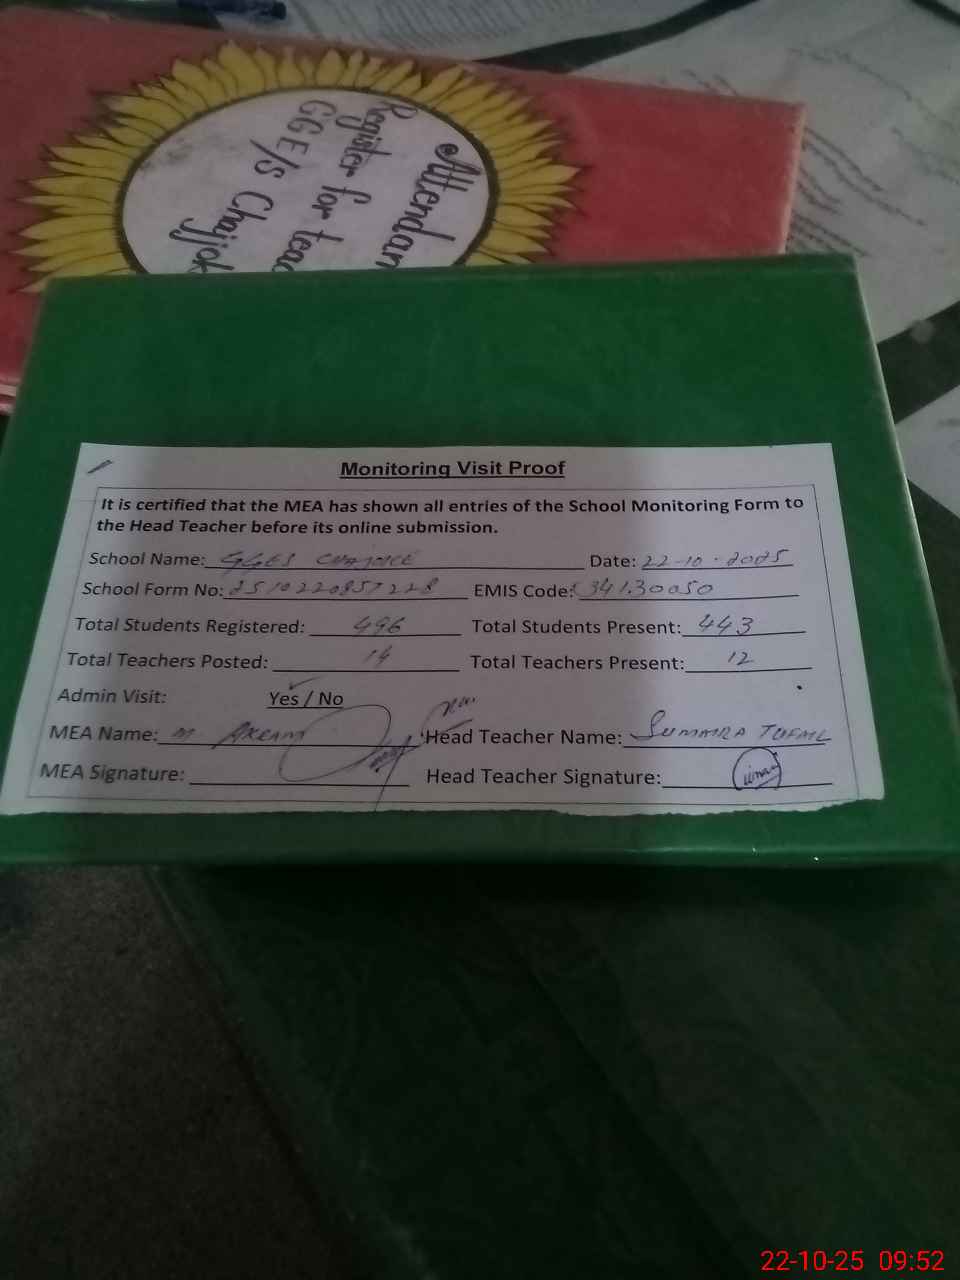 Attendan
Register for teac
GGE/S Chajjok
Monitoring Visit Proof
It is certified that the MEA has shown all entries of the School Monitoring Form to
the Head Teacher before its online submission.
School Name: GGES Date: 22-10-2025
School Form No: 2510220857228 EMIS Code: 34130050
Total Students Registered: 496 Total Students Present: 443
Total Teachers Posted: 14 Total Teachers Present: 12
Admin Visit: Yes / No
MEA Name: M. AKRAM Head Teacher Name: SUMMRA TUFAIL
MEA Signature: Head Teacher Signature:
22-10-25 09:52